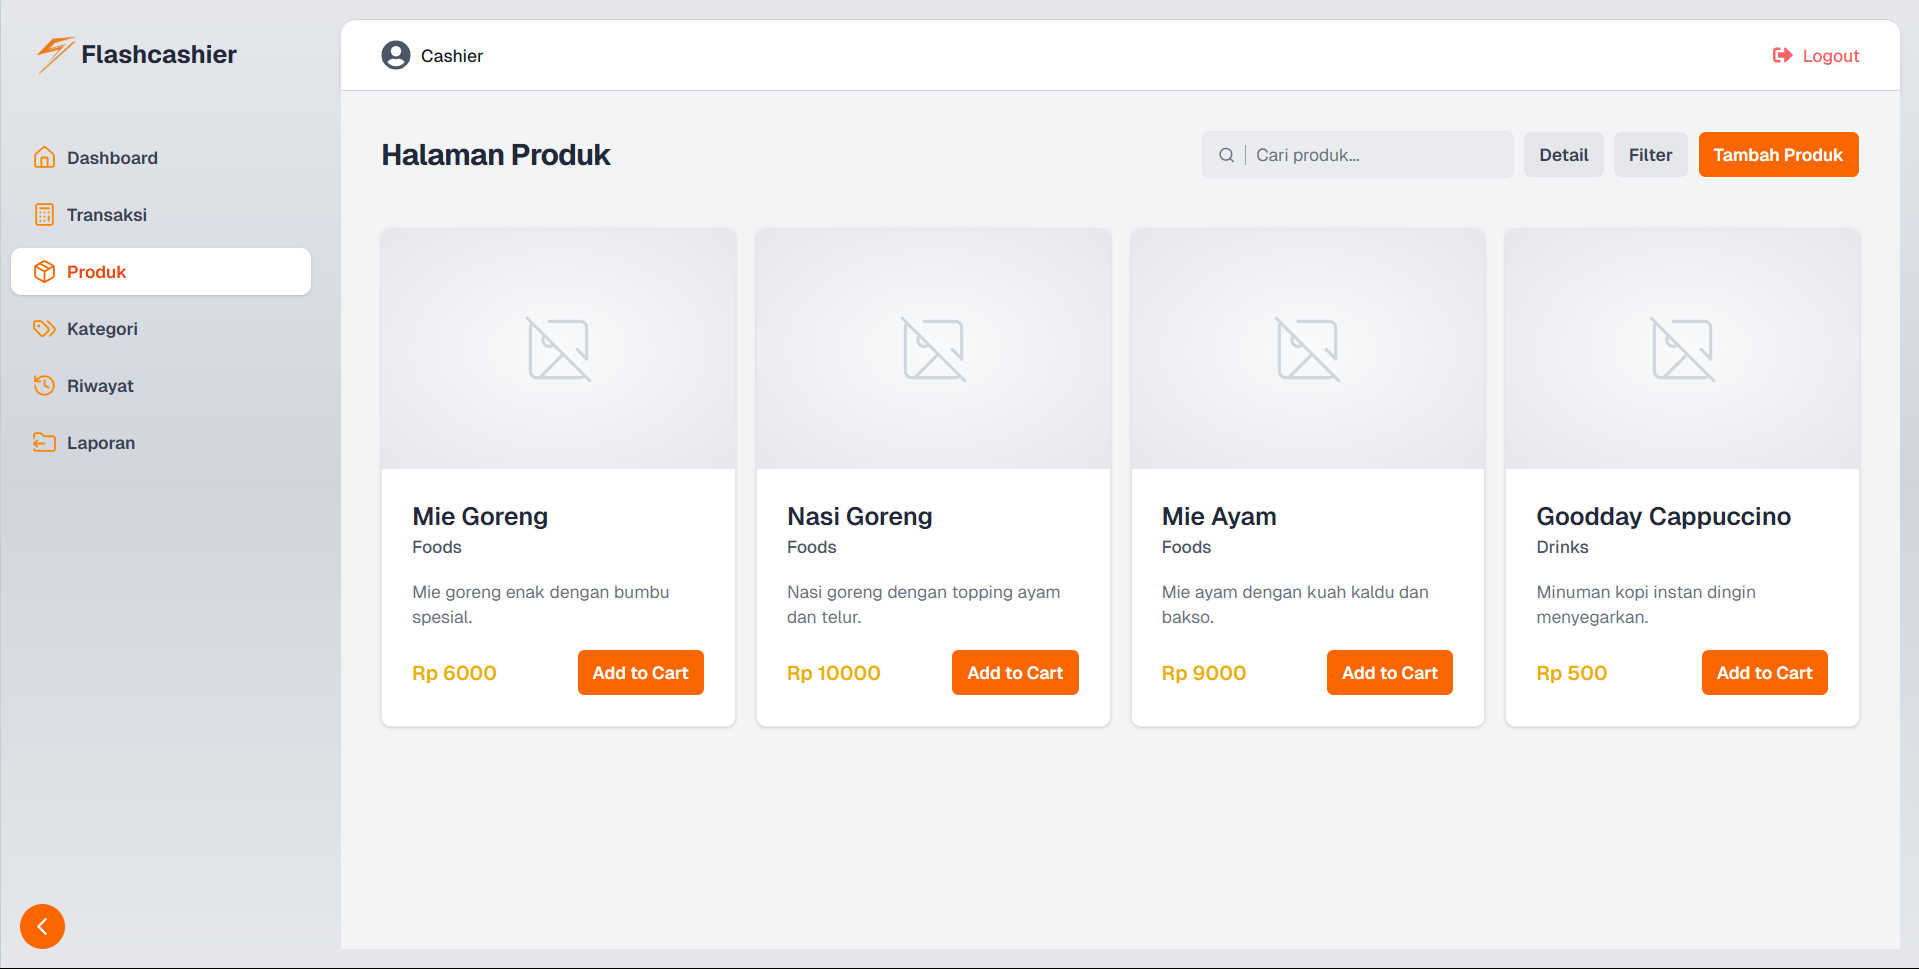 Flashcashier
Cashier
Logout
Dashboard
Transaksi
Produk
Kategori
Riwayat
Laporan
Halaman Produk
Cari produk...
Detail
Filter
Tambah Produk
Mie Goreng
Foods
Mie goreng enak dengan bumbu
spesial.
Rp 6000
Add to Cart
Nasi Goreng
Foods
Nasi goreng dengan topping ayam
dan telur.
Rp 10000
Add to Cart
Mie Ayam
Foods
Mie ayam dengan kuah kaldu dan
bakso.
Rp 9000
Add to Cart
Goodday Cappuccino
Drinks
Minuman kopi instan dingin
menyegarkan.
Rp 500
Add to Cart